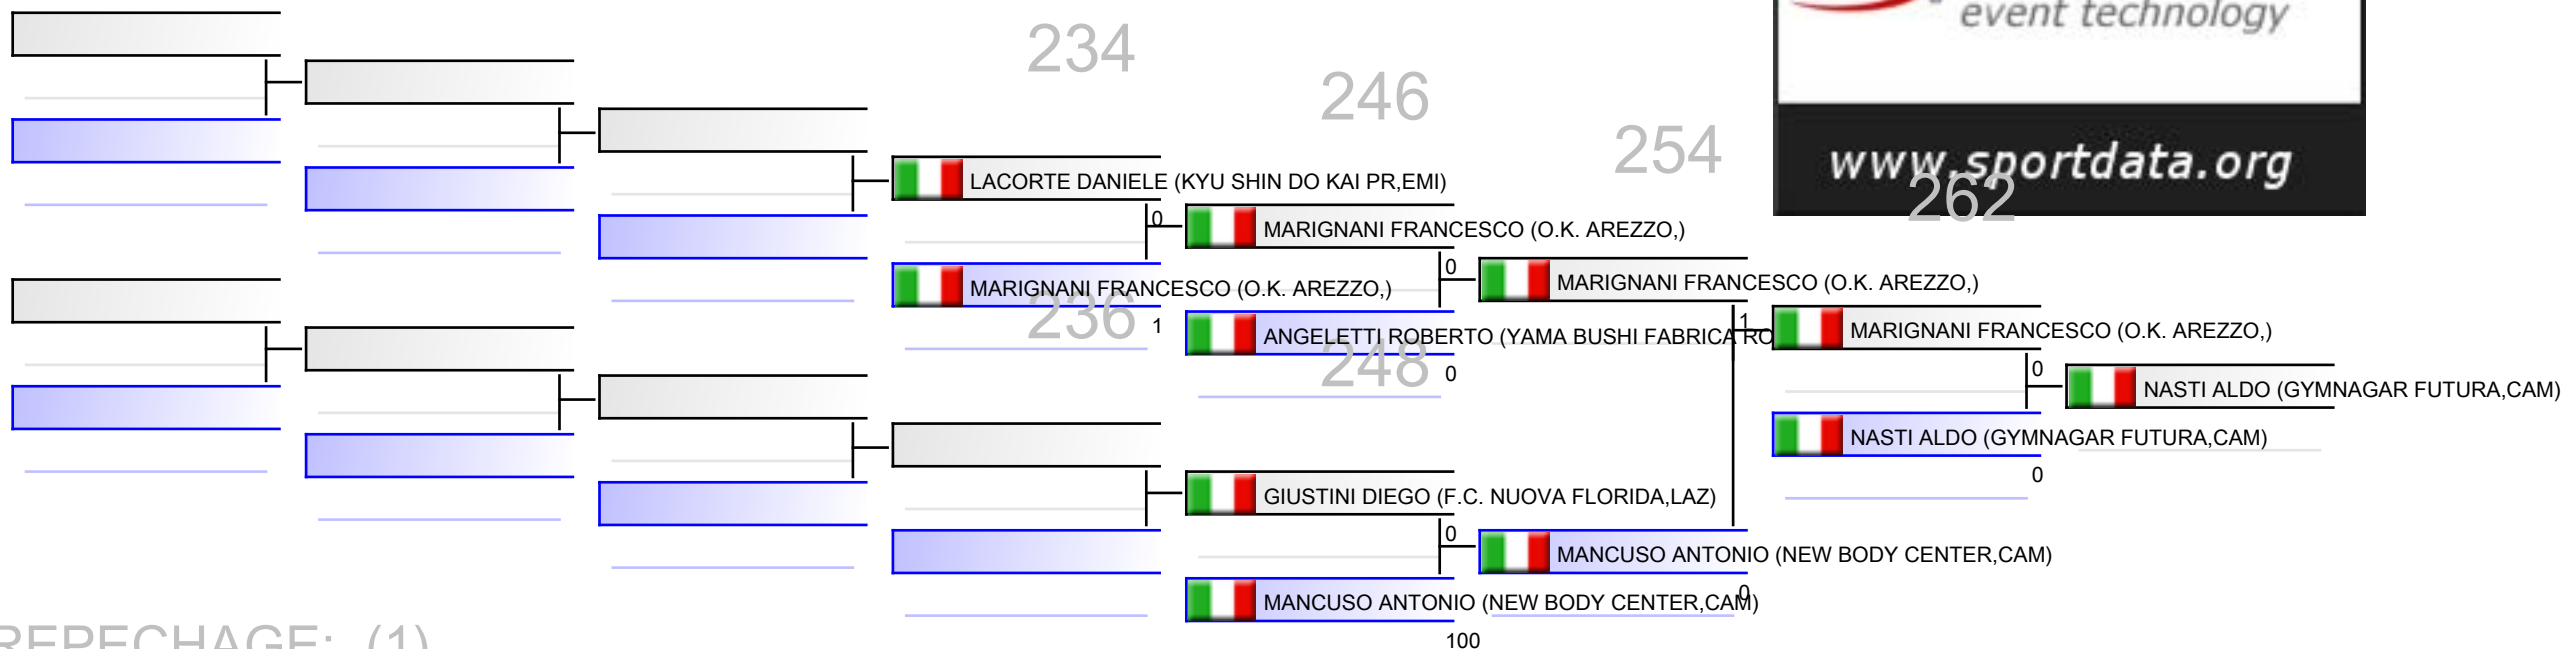 event technology
234
246
254
www.sportdata.org
262
LACORTE DANIELE (KYU SHIN DO KAI PR,EMI)
0
MARIGNANI FRANCESCO (O.K. AREZZO,)
0
MARIGNANI FRANCESCO (O.K. AREZZO,)
MARIGNANI FRANCESCO (O.K. AREZZO,)
236
1
ANGELETTI ROBERTO (YAMA BUSHI FABRICA RO
1
MARIGNANI FRANCESCO (O.K. AREZZO,)
248
0
0
NASTI ALDO (GYMNAGAR FUTURA,CAM)
NASTI ALDO (GYMNAGAR FUTURA,CAM)
0
GIUSTINI DIEGO (F.C. NUOVA FLORIDA,LAZ)
0
MANCUSO ANTONIO (NEW BODY CENTER,CAM)
0
MANCUSO ANTONIO (NEW BODY CENTER,CAM)
100
REPECHAGE: (1)